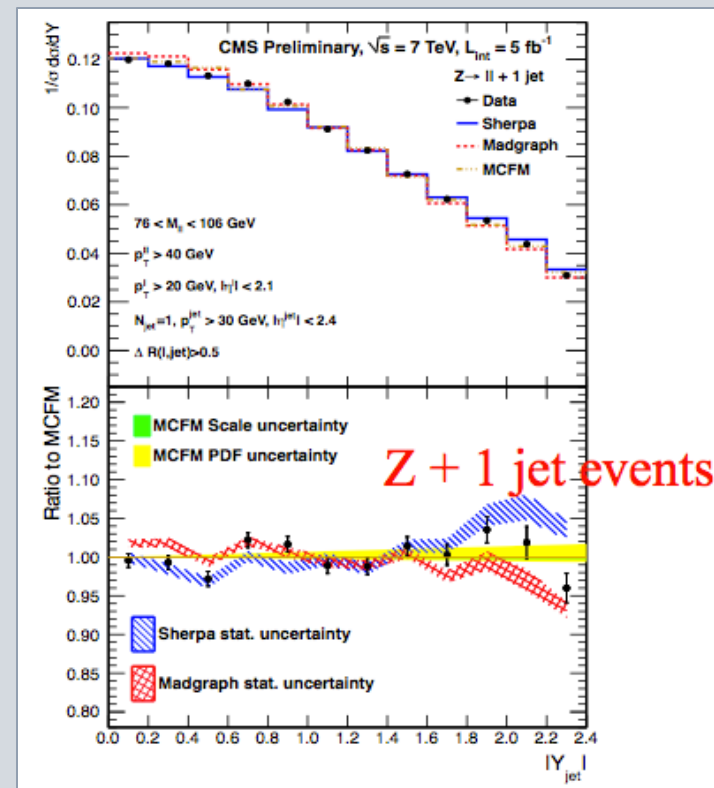 CMS Preliminary, √s = 7 TeV, L_int = 5 fb⁻¹
Z→ ll + 1 jet
Data
Sherpa
Madgraph
MCFM
1/σ dσ/dY
0.12
0.10
0.08
0.06
0.04
0.02
0.00
76 < M_ll < 106 GeV
p_T^ll > 40 GeV
p_T^l > 20 GeV, |η^l| < 2.1
N_jet=1, p_T^jet > 30 GeV, |η^jet| < 2.4
Δ R(l,jet)>0.5
Ratio to MCFM
1.20
1.15
1.10
1.05
1.00
0.95
0.90
0.85
0.80
MCFM Scale uncertainty
MCFM PDF uncertainty
Z + 1 jet events
Sherpa stat. uncertainty
Madgraph stat. uncertainty
0.0 0.2 0.4 0.6 0.8 1.0 1.2 1.4 1.6 1.8 2.0 2.2 2.4
|Y_jet|